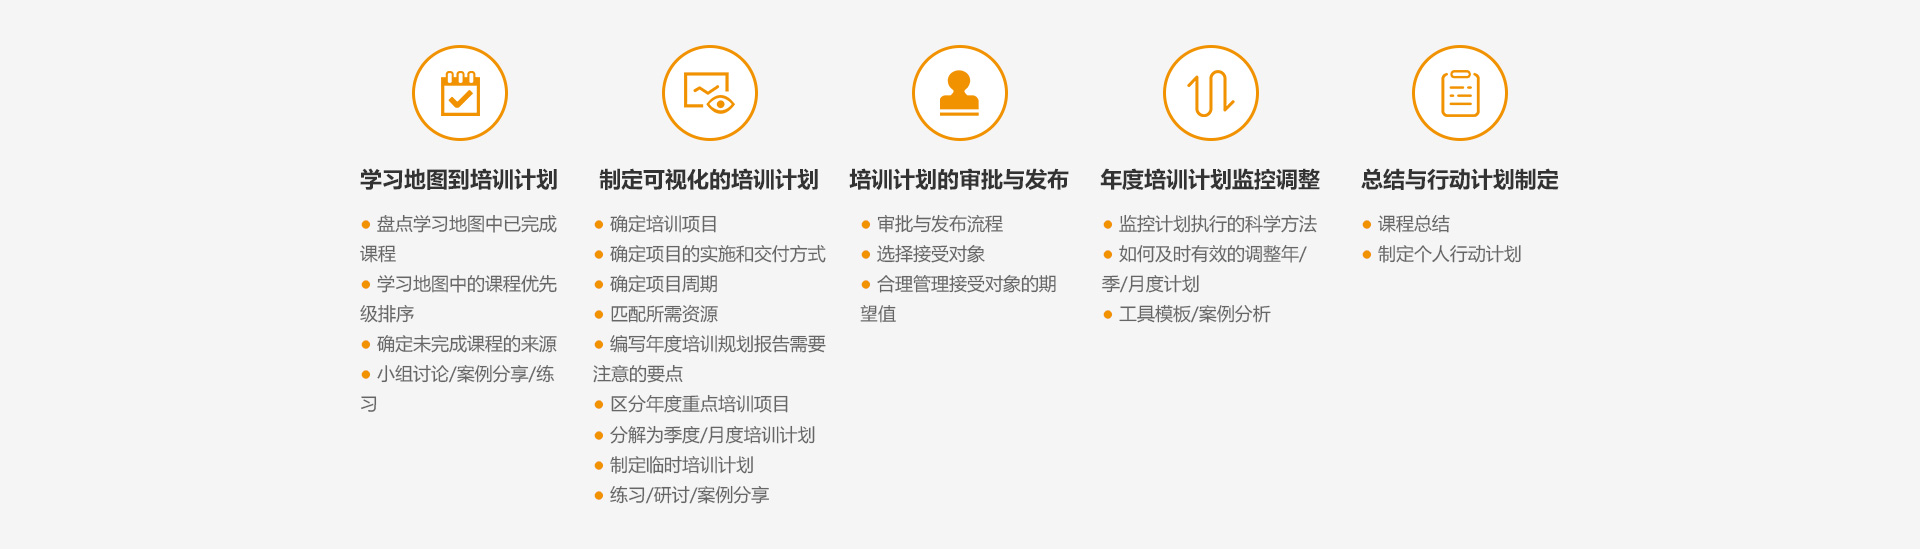 学习地图到培训计划
● 盘点学习地图中已完成
课程
● 学习地图中的课程优先
级排序
● 确定未完成课程的来源
● 小组讨论/案例分享/练
习
制定可视化的培训计划
● 确定培训项目
● 确定项目的实施和交付方式
● 确定项目周期
● 匹配所需资源
● 编写年度培训规划报告需要
注意的要点
● 区分年度重点培训项目
● 分解为季度/月度培训计划
● 制定临时培训计划
● 练习/研讨/案例分享
培训计划的审批与发布
● 审批与发布流程
● 选择接受对象
● 合理管理接受对象的期
望值
年度培训计划监控调整
● 监控计划执行的科学方法
● 如何及时有效的调整年/
季/月度计划
● 工具模板/案例分析
总结与行动计划制定
● 课程总结
● 制定个人行动计划